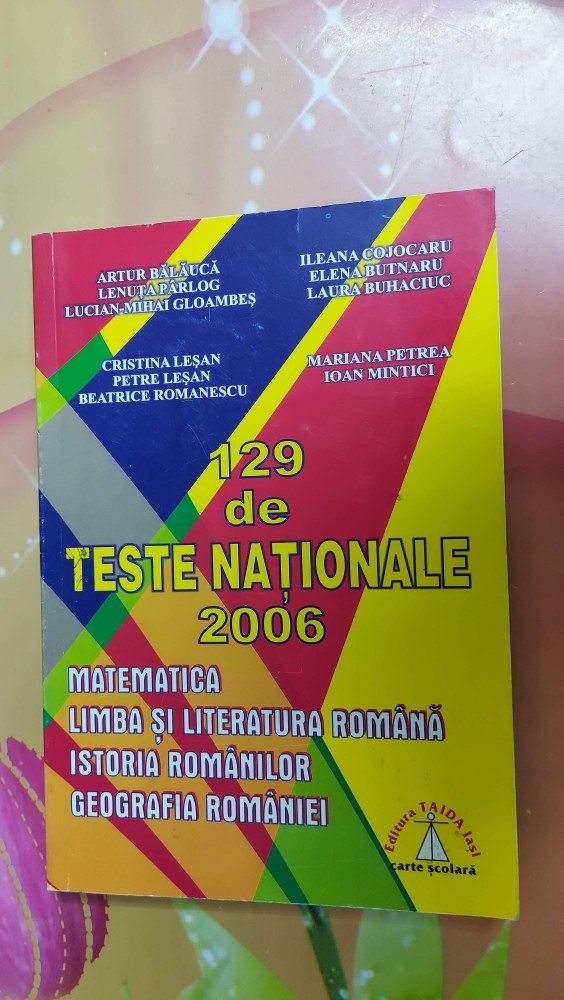 ARTUR BĂLĂUCĂ
LENUȚA PÂRLOG
LUCIAN-MIHAI GLOAMBEȘ
ILEANA COJOCARU
ELENA BUTNARU
LAURA BUHACIUC
CRISTINA LEȘAN
PETRE LEȘAN
BEATRICE ROMANESCU
MARIANA PETREA
IOAN MINTICI
129
de
TESTE NAȚIONALE
2006
MATEMATICA
LIMBA ȘI LITERATURA ROMÂNĂ
ISTORIA ROMÂNILOR
GEOGRAFIA ROMÂNIEI
Editura TAIDA Iași
carte școlară